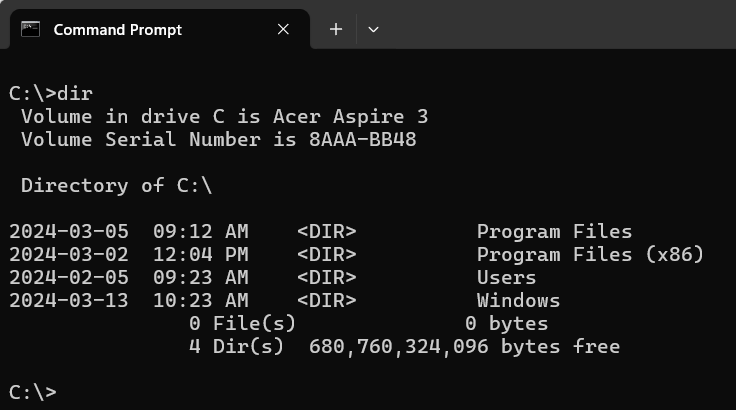 Command Prompt
C:\>dir
 Volume in drive C is Acer Aspire 3
 Volume Serial Number is 8AAA-BB48
 Directory of C:\
2024-03-05  09:12 AM    <DIR>          Program Files
2024-03-02  12:04 PM    <DIR>          Program Files (x86)
2024-02-05  09:23 AM    <DIR>          Users
2024-03-13  10:23 AM    <DIR>          Windows
               0 File(s)              0 bytes
               4 Dir(s)  680,760,324,096 bytes free
C:\>